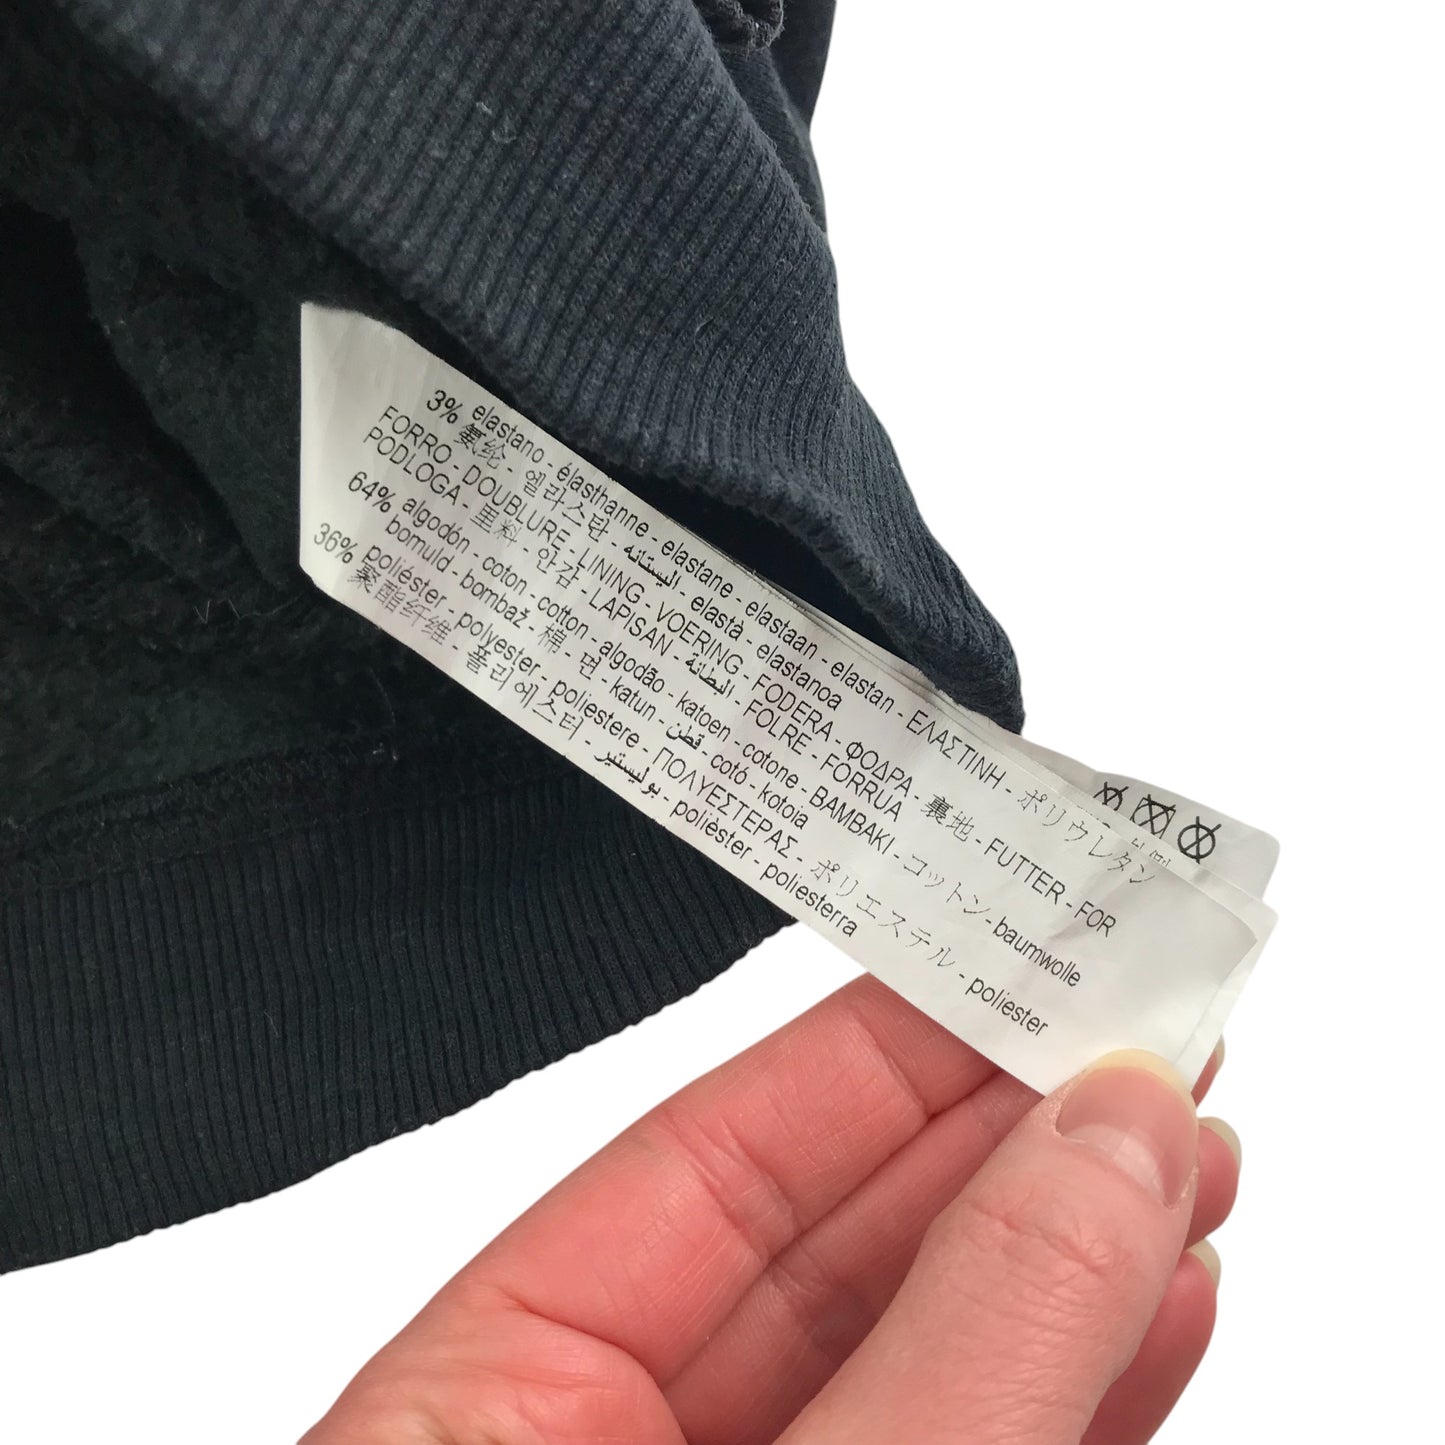 3% elastano - élasthanne - elastane - elastaan - elastan - ΕΛΑΣΤΙΝΗ - ポリウレタン
氨纶 - 엘라스탄 - اليستانه - elastà - elastanoa
FORRO - DOUBLURE - LINING - VOERING - FODERA - ΦΟΔΡΑ - 裏地 - FUTTER - FOR
PODLOGA - 里料 - 안감 - LAPISAN - البطانة - FOLRE - FORRUA
64% algodón - coton - cotton - algodão - katoen - cotone - ΒΑΜΒΑΚΙ - コットン - baumwolle
bomuld - bombaž - 棉 - 면 - katun - قطن - cotó - kotoia
36% poliéster - polyester - poliestere - ΠΟΛΥΕΣΤΕΡΑΣ - ポリエステル - poliester
聚酯纤维 - 폴리에스터 - بوليستير - polièster - poliesterra